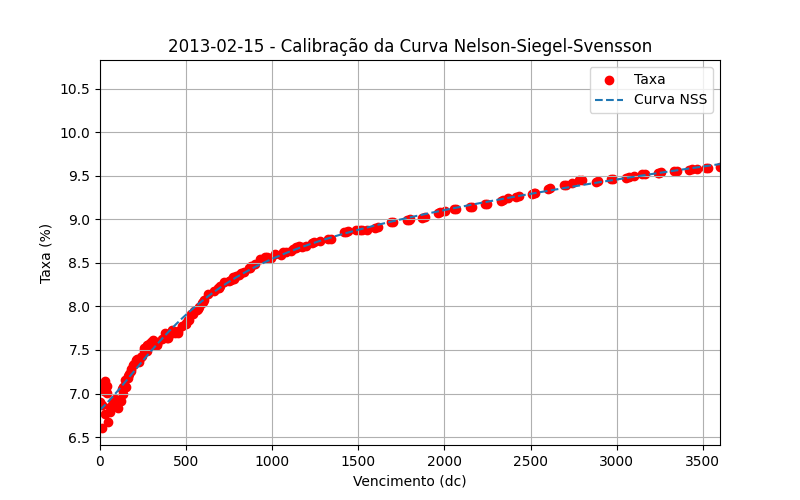 2013-02-15 - Calibração da Curva Nelson-Siegel-Svensson
Taxa
Curva NSS
Taxa (%)
10.5
10.0
9.5
9.0
8.5
8.0
7.5
7.0
6.5
0 500 1000 1500 2000 2500 3000 3500
Vencimento (dc)